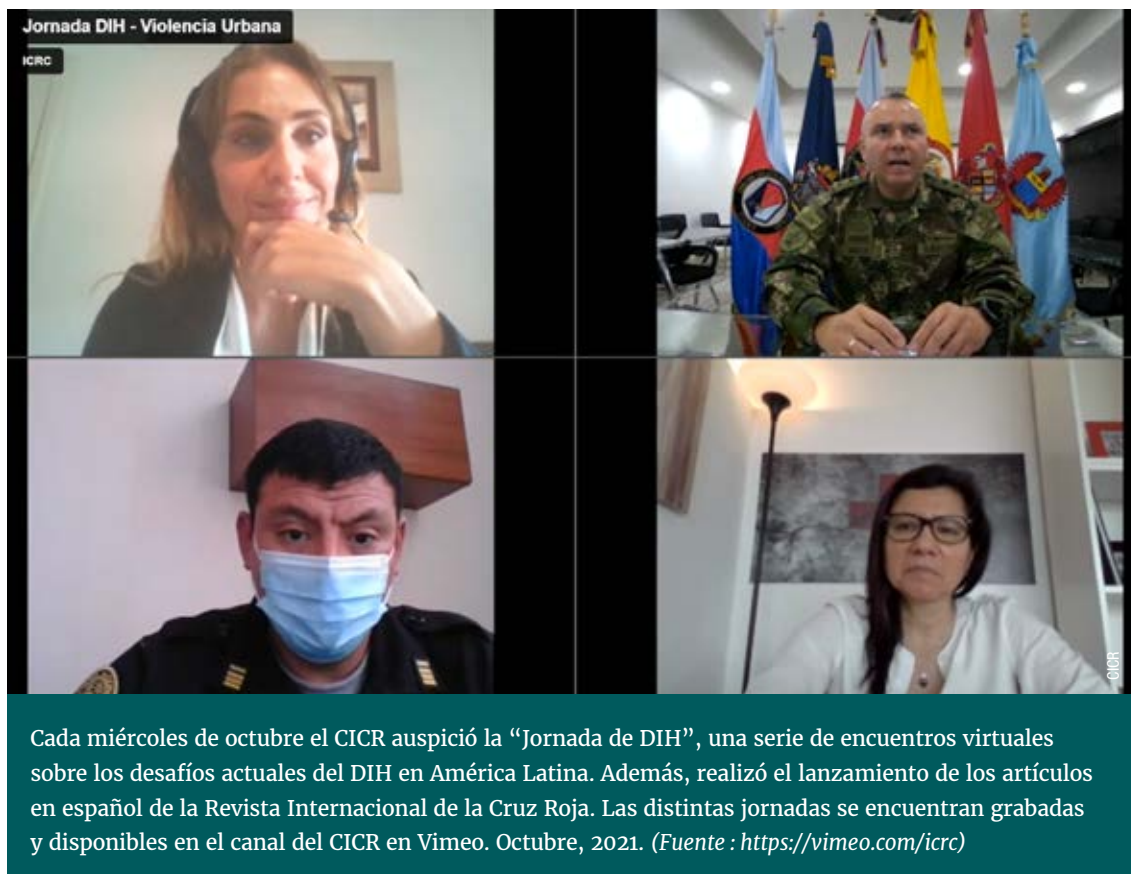 Jornada DIH - Violencia Urbana
ICRC
CICR
Cada miércoles de octubre el CICR auspició la “Jornada de DIH”, una serie de encuentros virtuales
sobre los desafíos actuales del DIH en América Latina. Además, realizó el lanzamiento de los artículos
en español de la Revista Internacional de la Cruz Roja. Las distintas jornadas se encuentran grabadas
y disponibles en el canal del CICR en Vimeo. Octubre, 2021. (Fuente : https://vimeo.com/icrc)